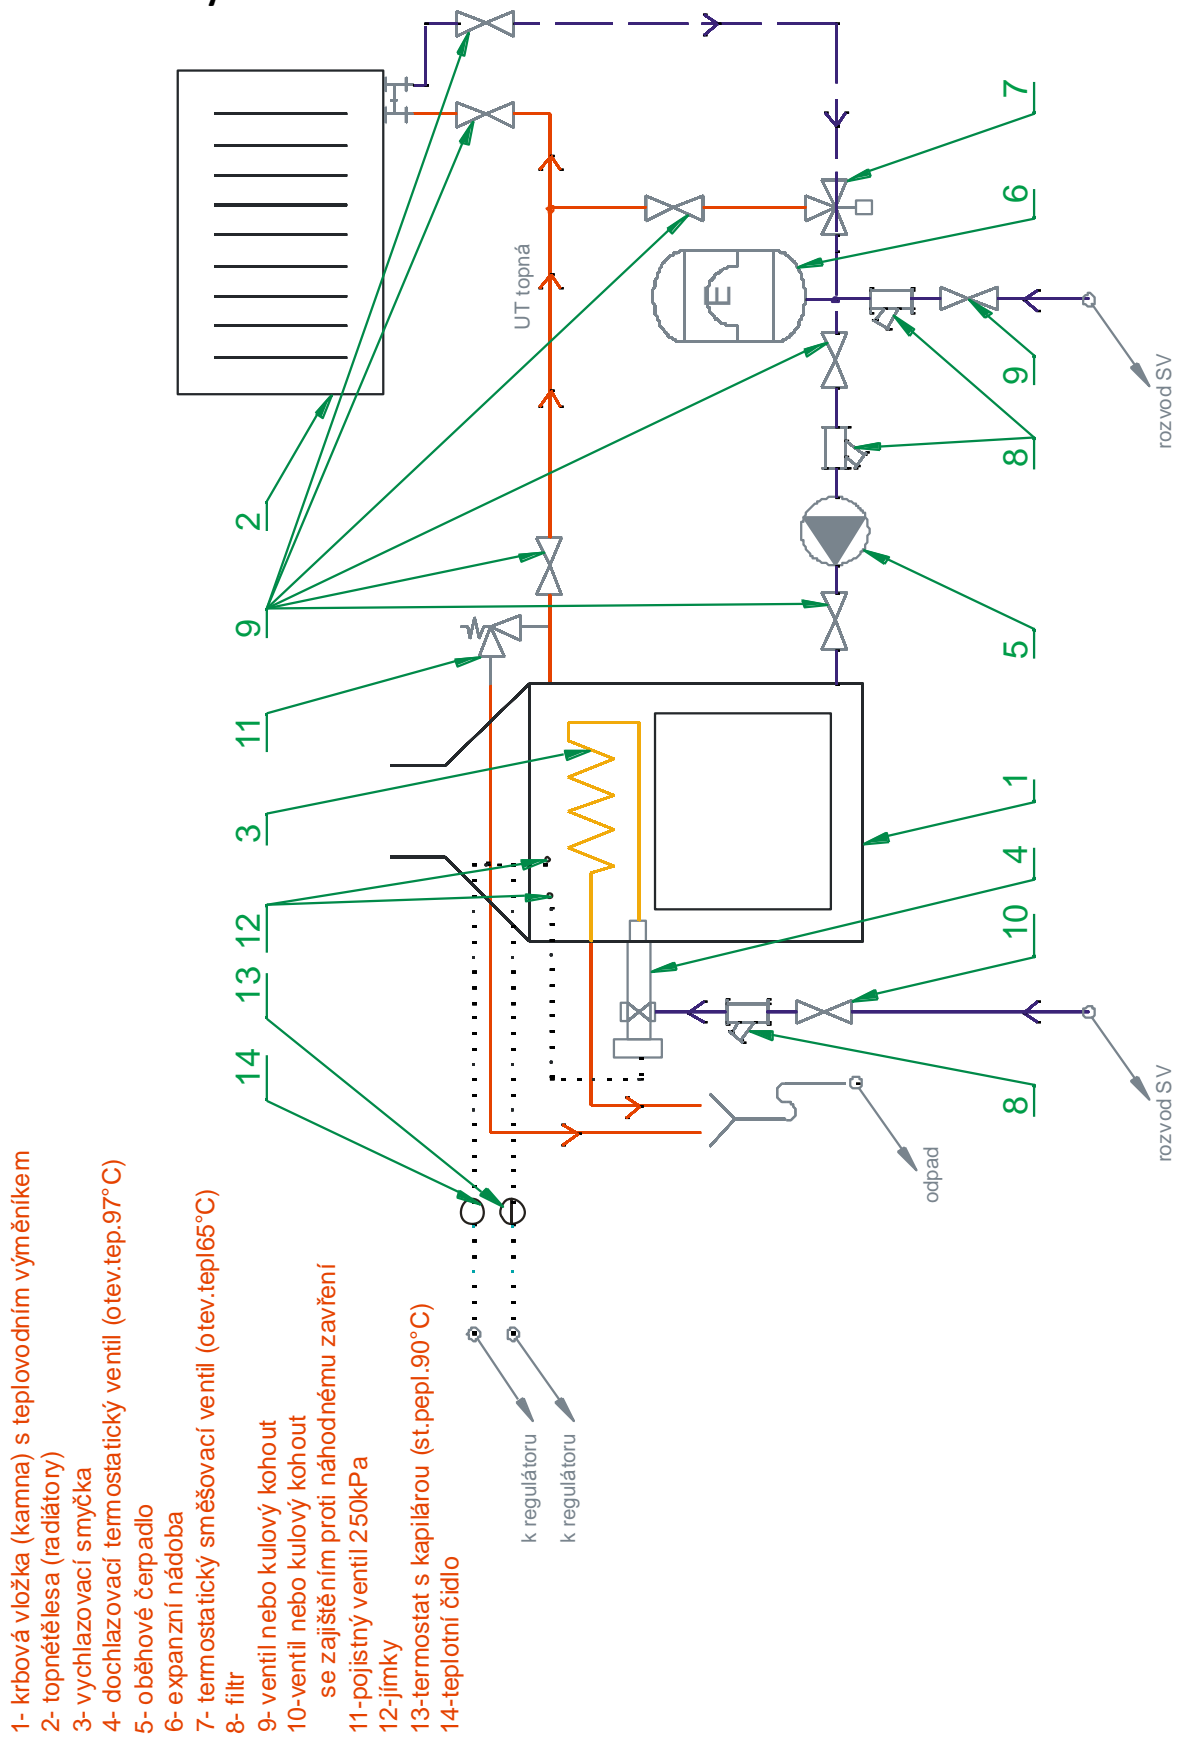 1- krbová vložka (kamna) s teplovodním výměníkem
2- topnételesa (radiátory)
3- vychlazovací smyčka
4- dochlazovací termostatický ventil (otev.tep.97°C)
5- oběhové čerpadlo
6- expanzní nádoba
7- termostatický směšovací ventil (otev.tepl65°C)
8- filtr
9- ventil nebo kulový kohout
10-ventil nebo kulový kohout
se zajištěním proti náhodnému zavření
11-pojistný ventil 250kPa
12-jímky
13-termostat s kapilárou (st.pepl.90°C)
14-teplotní čidlo
14
13
12
3
11
9
2
k regulátoru
k regulátoru
UT topná
E
odpad
8
10
4
1
5
8
9
6
7
rozvod SV
rozvod SV